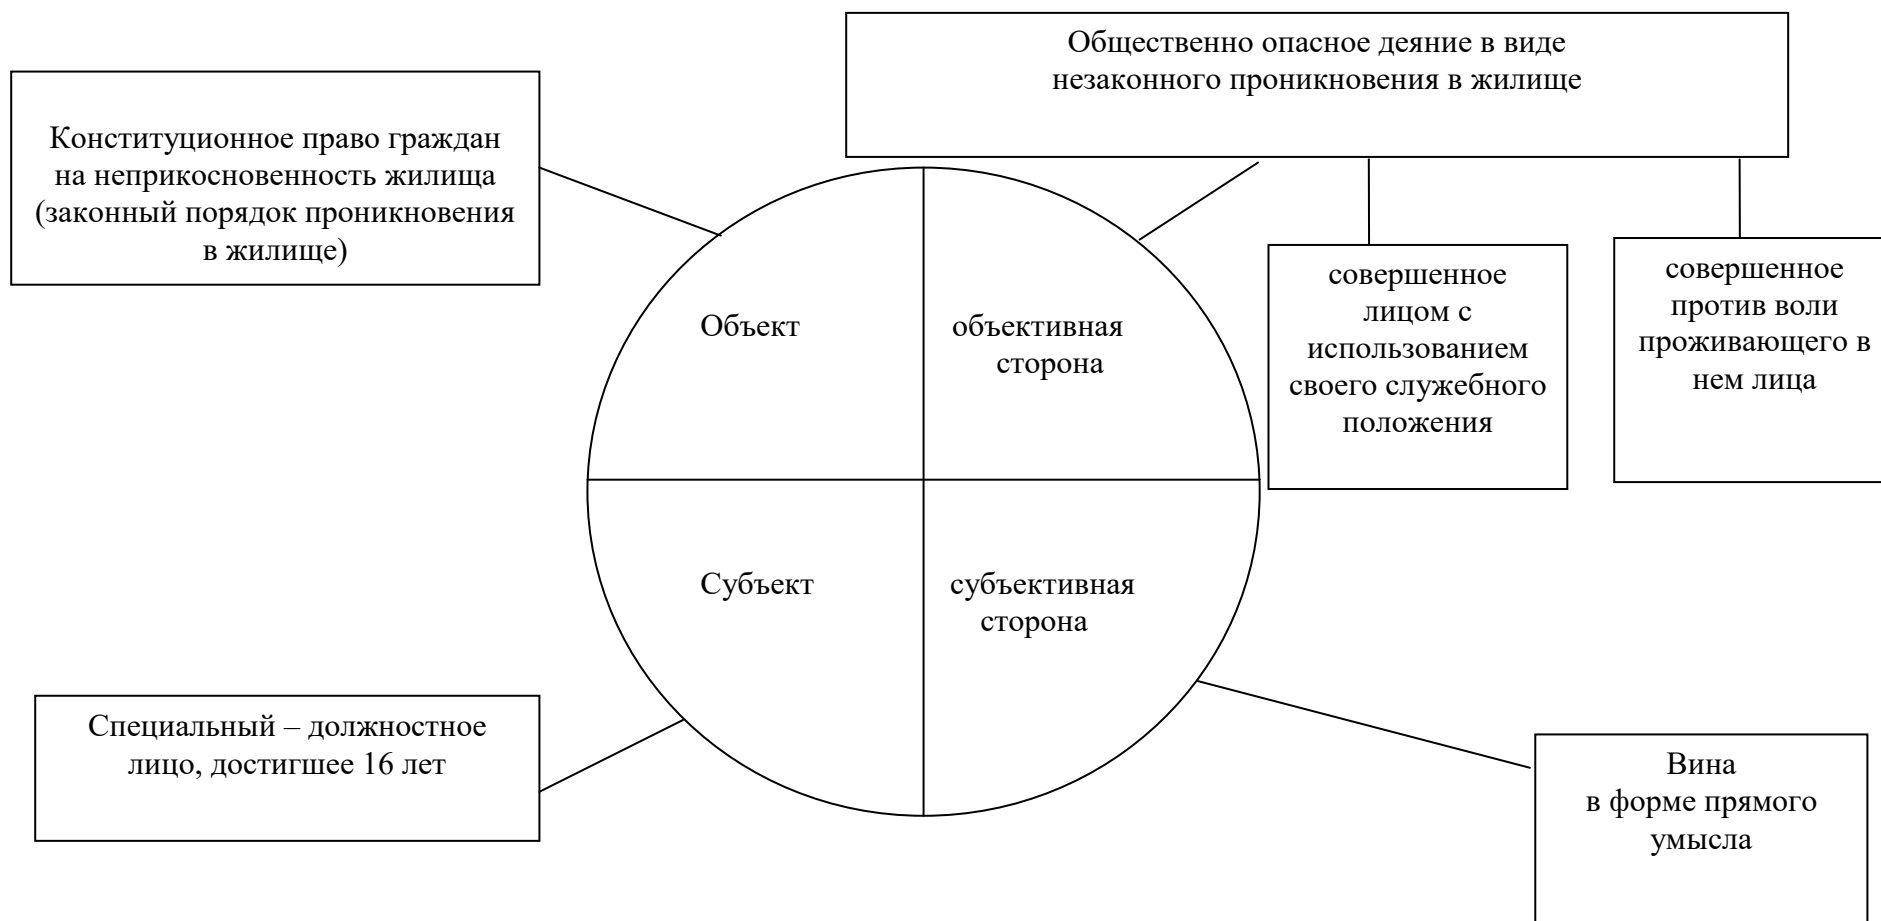 Общественно опасное деяние в виде
незаконного проникновения в жилище
Конституционное право граждан
на неприкосновенность жилища
(законный порядок проникновения
в жилище)
совершенное
лицом с
использованием
своего служебного
положения
совершенное
против воли
проживающего в
нем лица
Объект
объективная
сторона
Субъект
субъективная
сторона
Специальный – должностное
лицо, достигшее 16 лет
Вина
в форме прямого
умысла